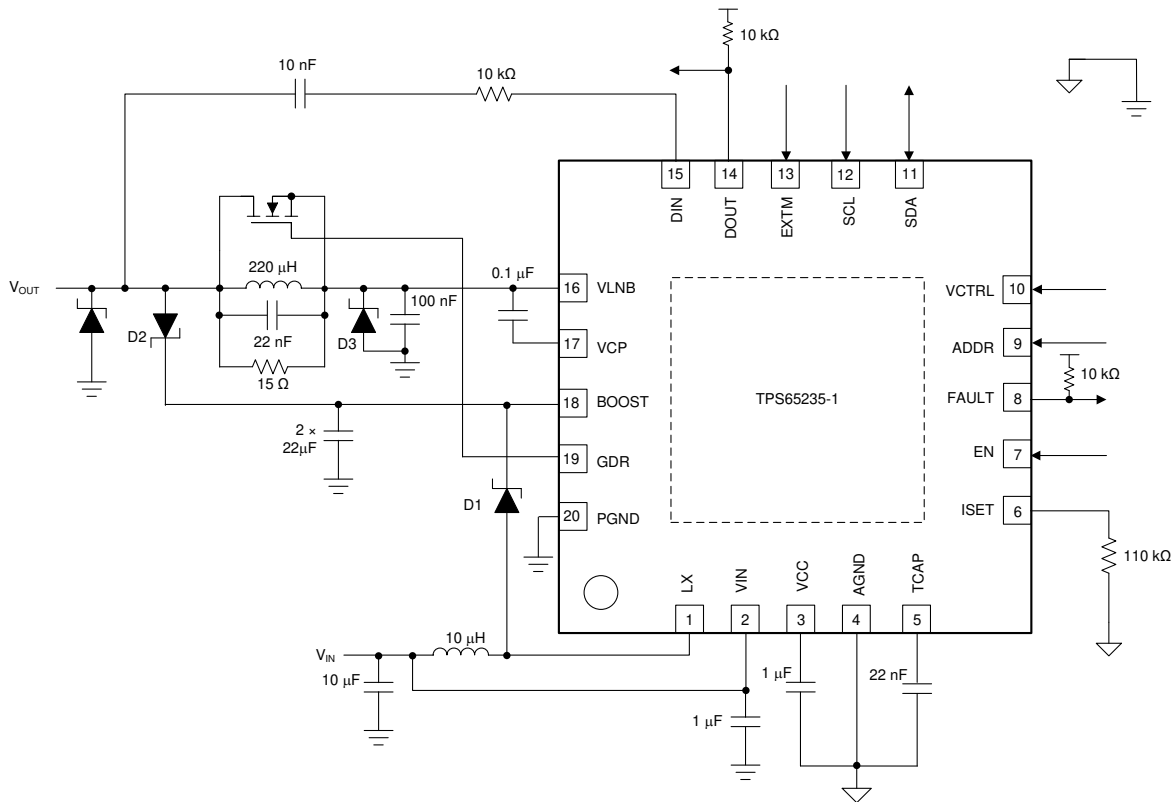 10 kΩ
10 nF
10 kΩ
15
14
13
12
11
DIN
DOUT
EXTM
SCL
SDA
220 µH
0.1 µF
VOUT
16
VLNB
VCTRL
10
100 nF
D2
22 nF
D3
17
VCP
ADDR
9
15 Ω
10 kΩ
18
BOOST
TPS65235-1
FAULT
8
2 ×
22µF
19
GDR
EN
7
D1
20
PGND
ISET
6
110 kΩ
LX
VIN
VCC
AGND
TCAP
1
2
3
4
5
VIN
10 µH
10 µF
1 µF
22 nF
1 µF